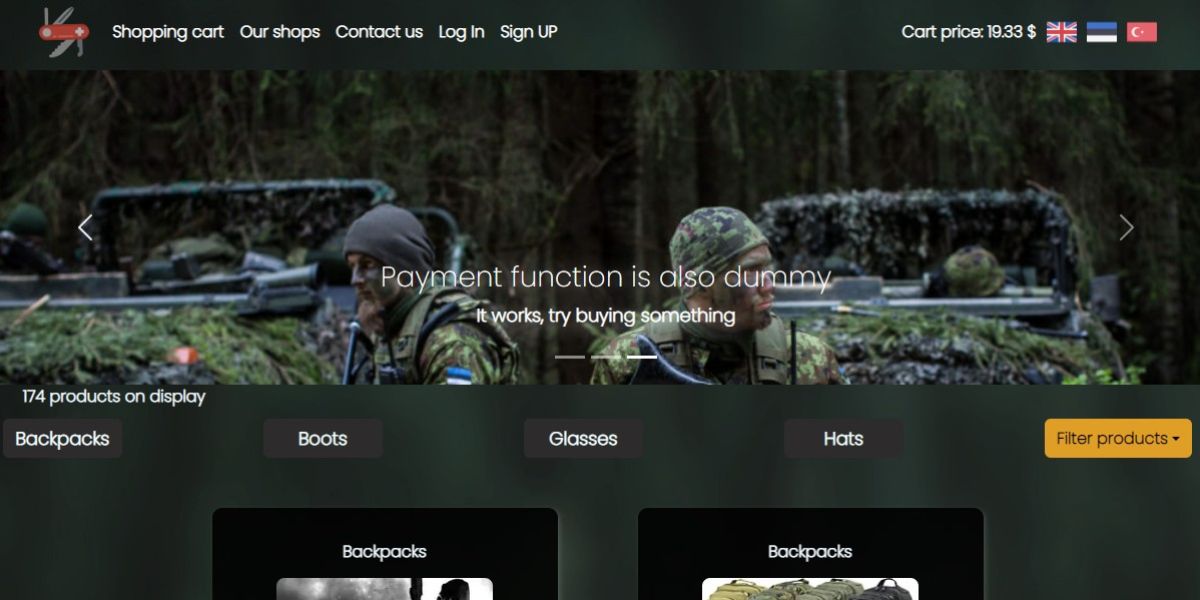 Shopping cart Our shops Contact us Log In Sign UP Cart price: 19.33 $
Payment function is also dummy
It works, try buying something
174 products on display
Backpacks Boots Glasses Hats Filter products
Backpacks Backpacks